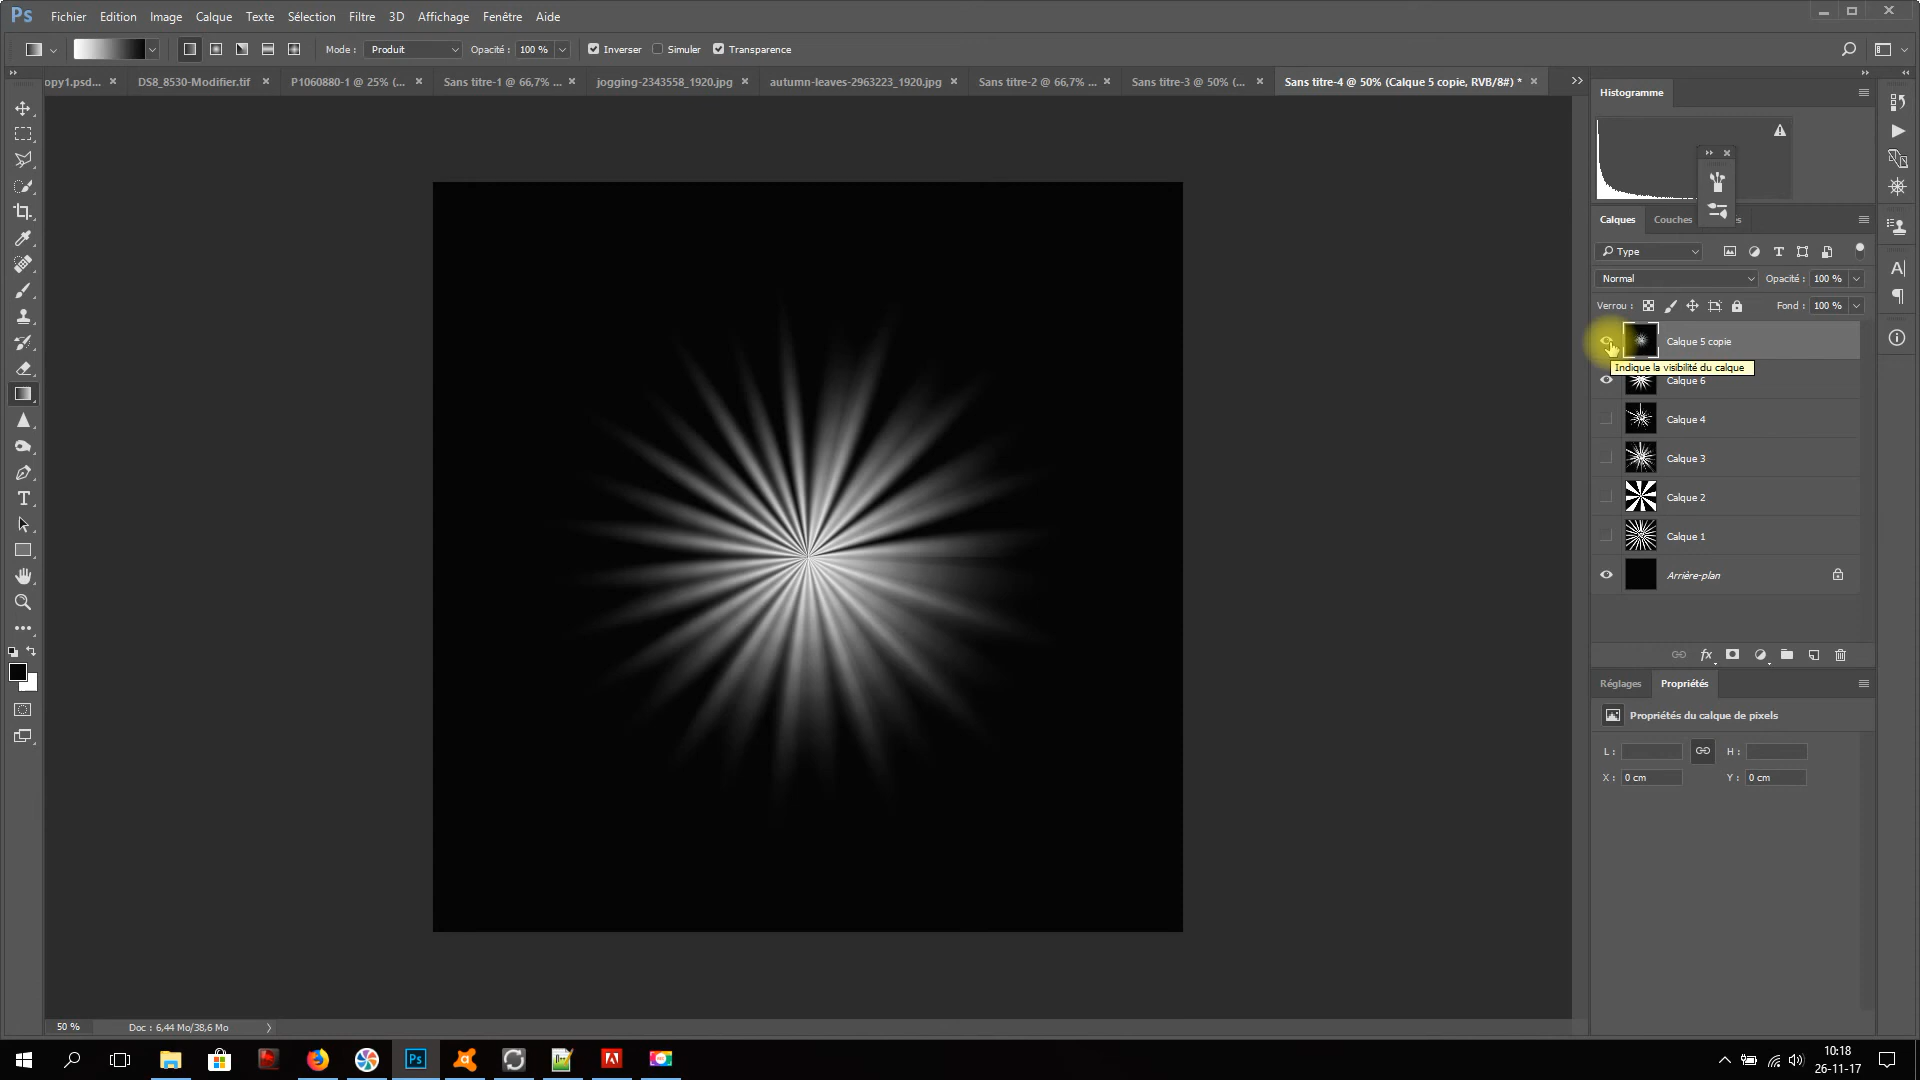 Ps Fichier Edition Image Calque Texte Sélection Filtre 3D Affichage Fenêtre Aide
Mode : Produit Opacité : 100 % Inverser Simuler Transparence
opy1.psd... DS8_8530-Modifier.tif P1060880-1 @ 25% (... Sans titre-1 @ 66,7% ... jogging-2343558_1920.jpg autumn-leaves-2963223_1920.jpg Sans titre-2 @ 66,7% ... Sans titre-3 @ 50% (... Sans titre-4 @ 50% (Calque 5 copie, RVB/8#) *
Histogramme
Calques Couches
Type
Normal Opacité : 100 %
Verrou : Fond : 100 %
Calque 5 copie
Indique la visibilité du calque
Calque 6
Calque 4
Calque 3
Calque 2
Calque 1
Arrière-plan
fx
Réglages Propriétés
Propriétés du calque de pixels
L : H :
X : 0 cm Y : 0 cm
50 % Doc : 6,44 Mo/38,6 Mo
Ps
10:18
26-11-17